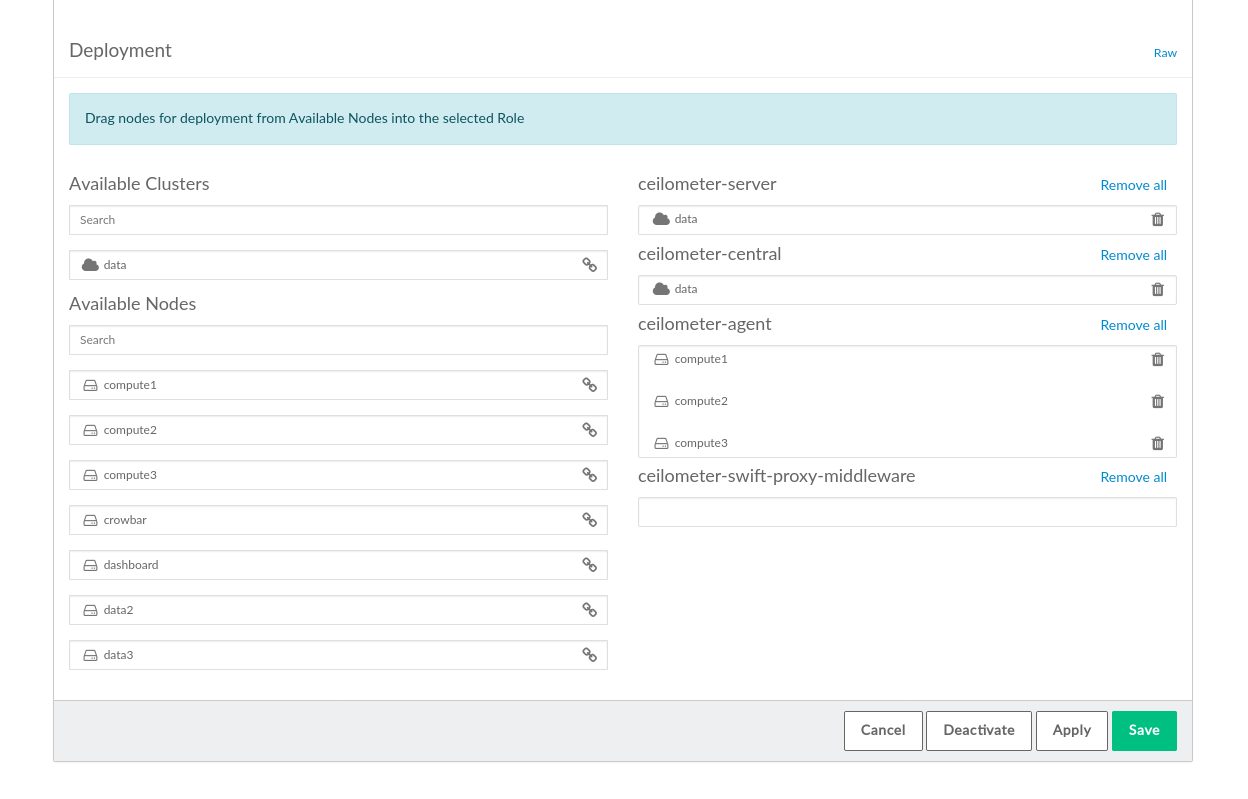 Deployment
Raw
Drag nodes for deployment from Available Nodes into the selected Role
Available Clusters
Search
data
Available Nodes
Search
compute1
compute2
compute3
crowbar
dashboard
data2
data3
ceilometer-server
Remove all
data
ceilometer-central
Remove all
data
ceilometer-agent
Remove all
compute1
compute2
compute3
ceilometer-swift-proxy-middleware
Remove all
Cancel
Deactivate
Apply
Save